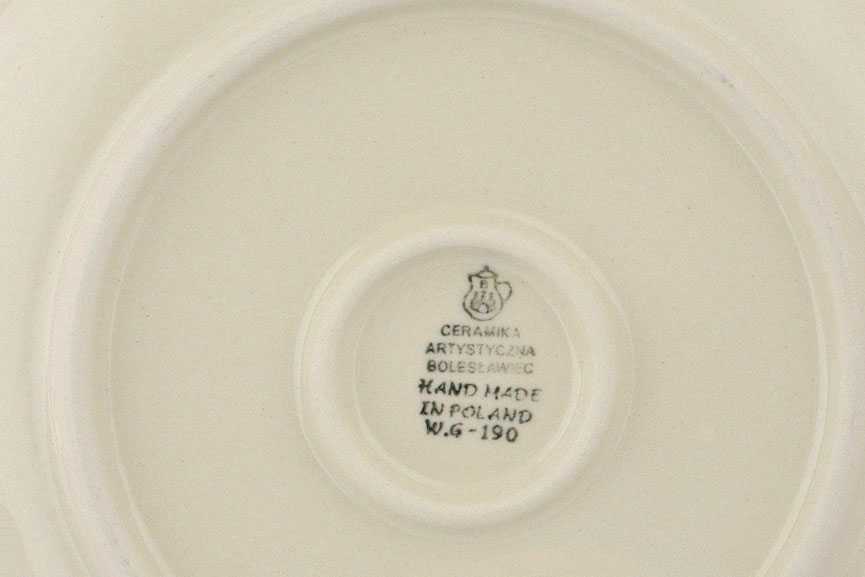 B
CERAMIKA
ARTYSTYCZNA
BOLESŁAWIEC
HAND MADE
IN POLAND
W.G-190